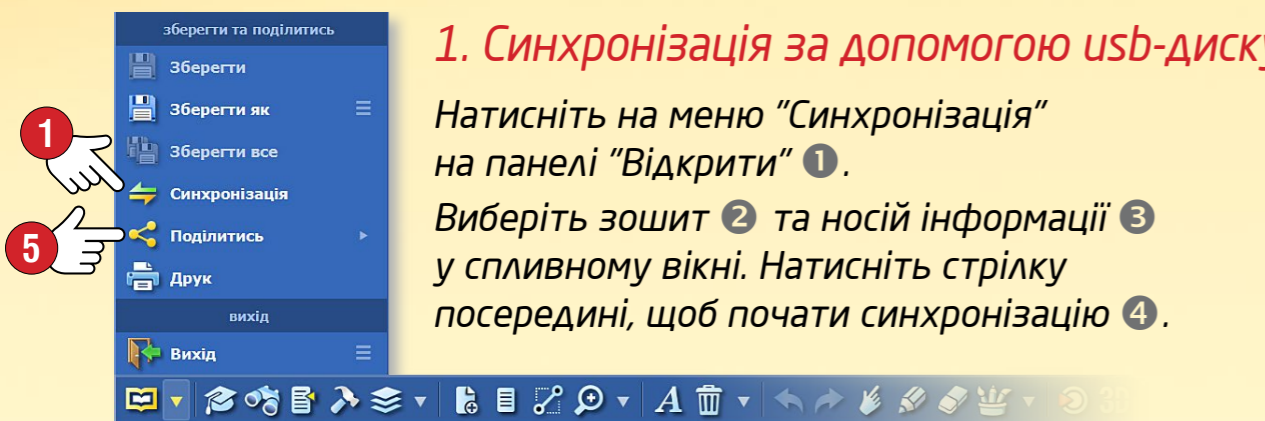 зберегти та поділитись
Зберегти
Зберегти як
Зберегти все
Синхронізація
Поділитись
Друк
вихід
Вихід
1
5
1. Синхронізація за допомогою usb-диску
Натисніть на меню "Синхронізація"
на панелі "Відкрити" ❶.
Виберіть зошит ❷ та носій інформації ❸
у спливному вікні. Натисніть стрілку
посередині, щоб почати синхронізацію ❹.
A
3D